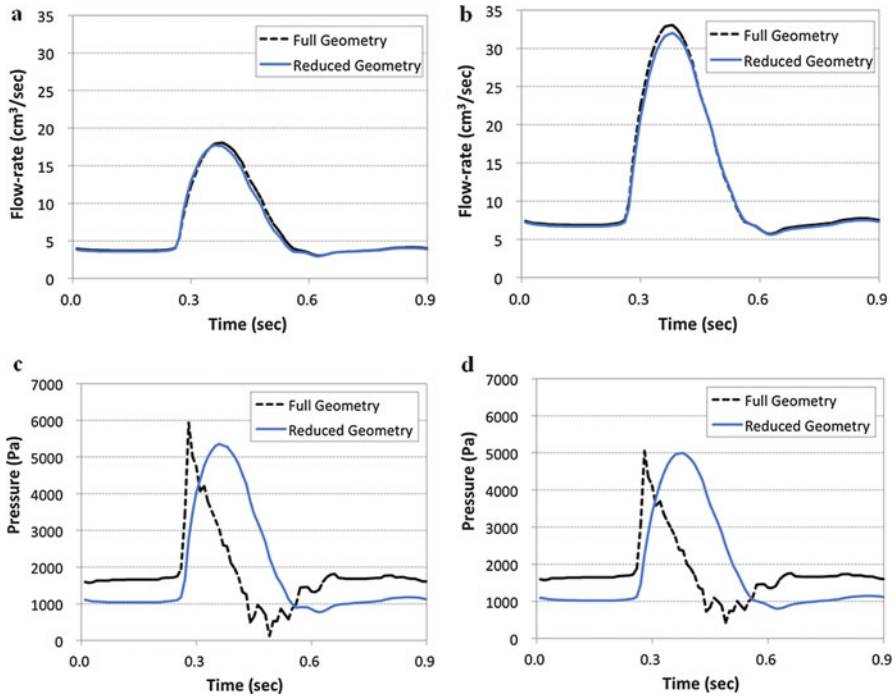 a
35
30
25
20
15
10
5
0
Flow-rate (cm³/sec)
Full Geometry
Reduced Geometry
0.0 0.3 0.6 0.9
Time (sec)
b
35
30
25
20
15
10
5
0
Flow-rate (cm³/sec)
Full Geometry
Reduced Geometry
0.0 0.3 0.6 0.9
Time (sec)
c
7000
6000
5000
4000
3000
2000
1000
0
Pressure (Pa)
Full Geometry
Reduced Geometry
0.0 0.3 0.6 0.9
Time (sec)
d
7000
6000
5000
4000
3000
2000
1000
0
Pressure (Pa)
Full Geometry
Reduced Geometry
0.0 0.3 0.6 0.9
Time (sec)